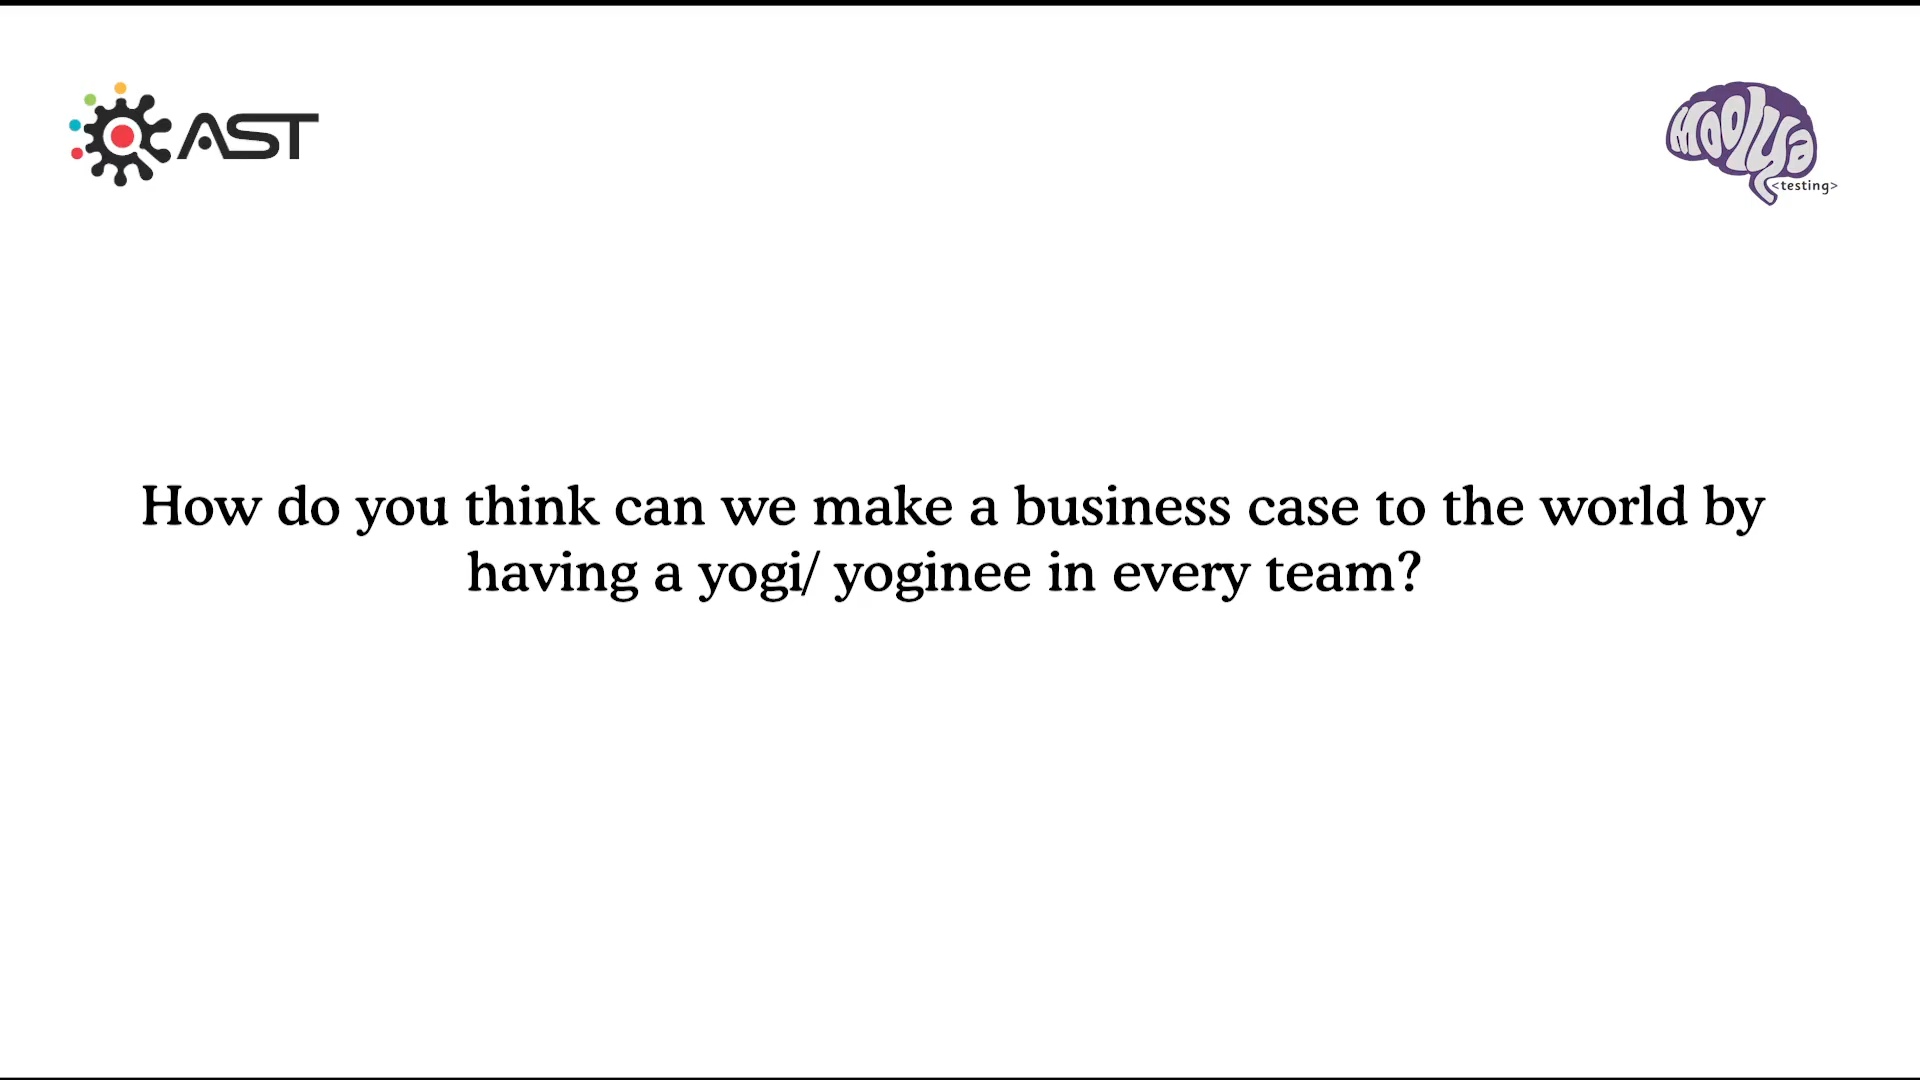 AST
Moolya
<testing>
How do you think can we make a business case to the world by
having a yogi/ yoginee in every team?